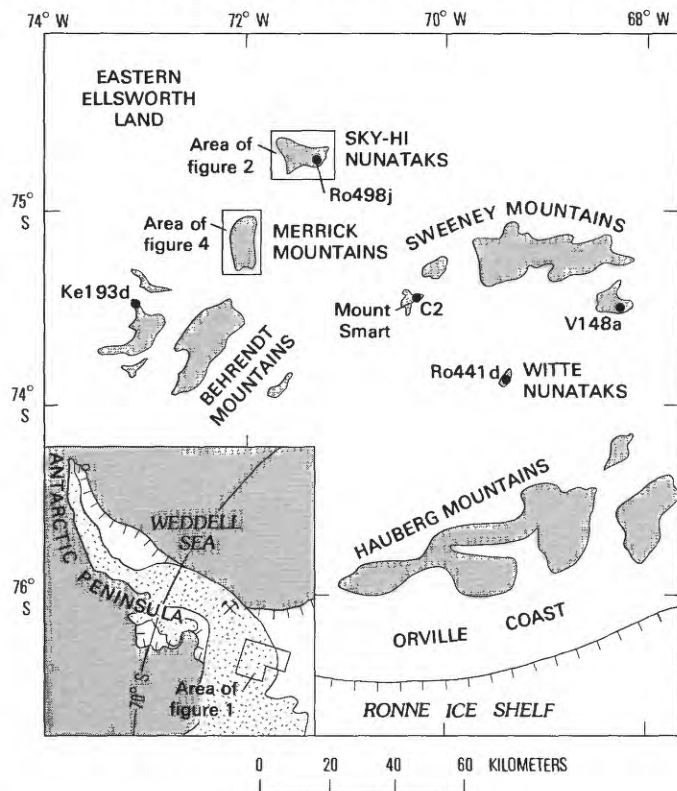 74° W
72° W
70° W
68° W
EASTERN
ELLSWORTH
LAND
Area of
figure 2
SKY-HI
NUNATAKS
Ro498j
75°
S
Area of
figure 4
MERRICK
MOUNTAINS
SWEENEY MOUNTAINS
Ke193d
Mount
Smart
C2
V148a
BEHRENDT
MOUNTAINS
Ro441d
WITTE
NUNATAKS
74°
S
ANTARCTIC
PENINSULA
WEDDELL
SEA
HAUBERG MOUNTAINS
76°
S
ORVILLE COAST
Area of
figure 1
70° S
RONNE ICE SHELF
0 20 40 60 KILOMETERS